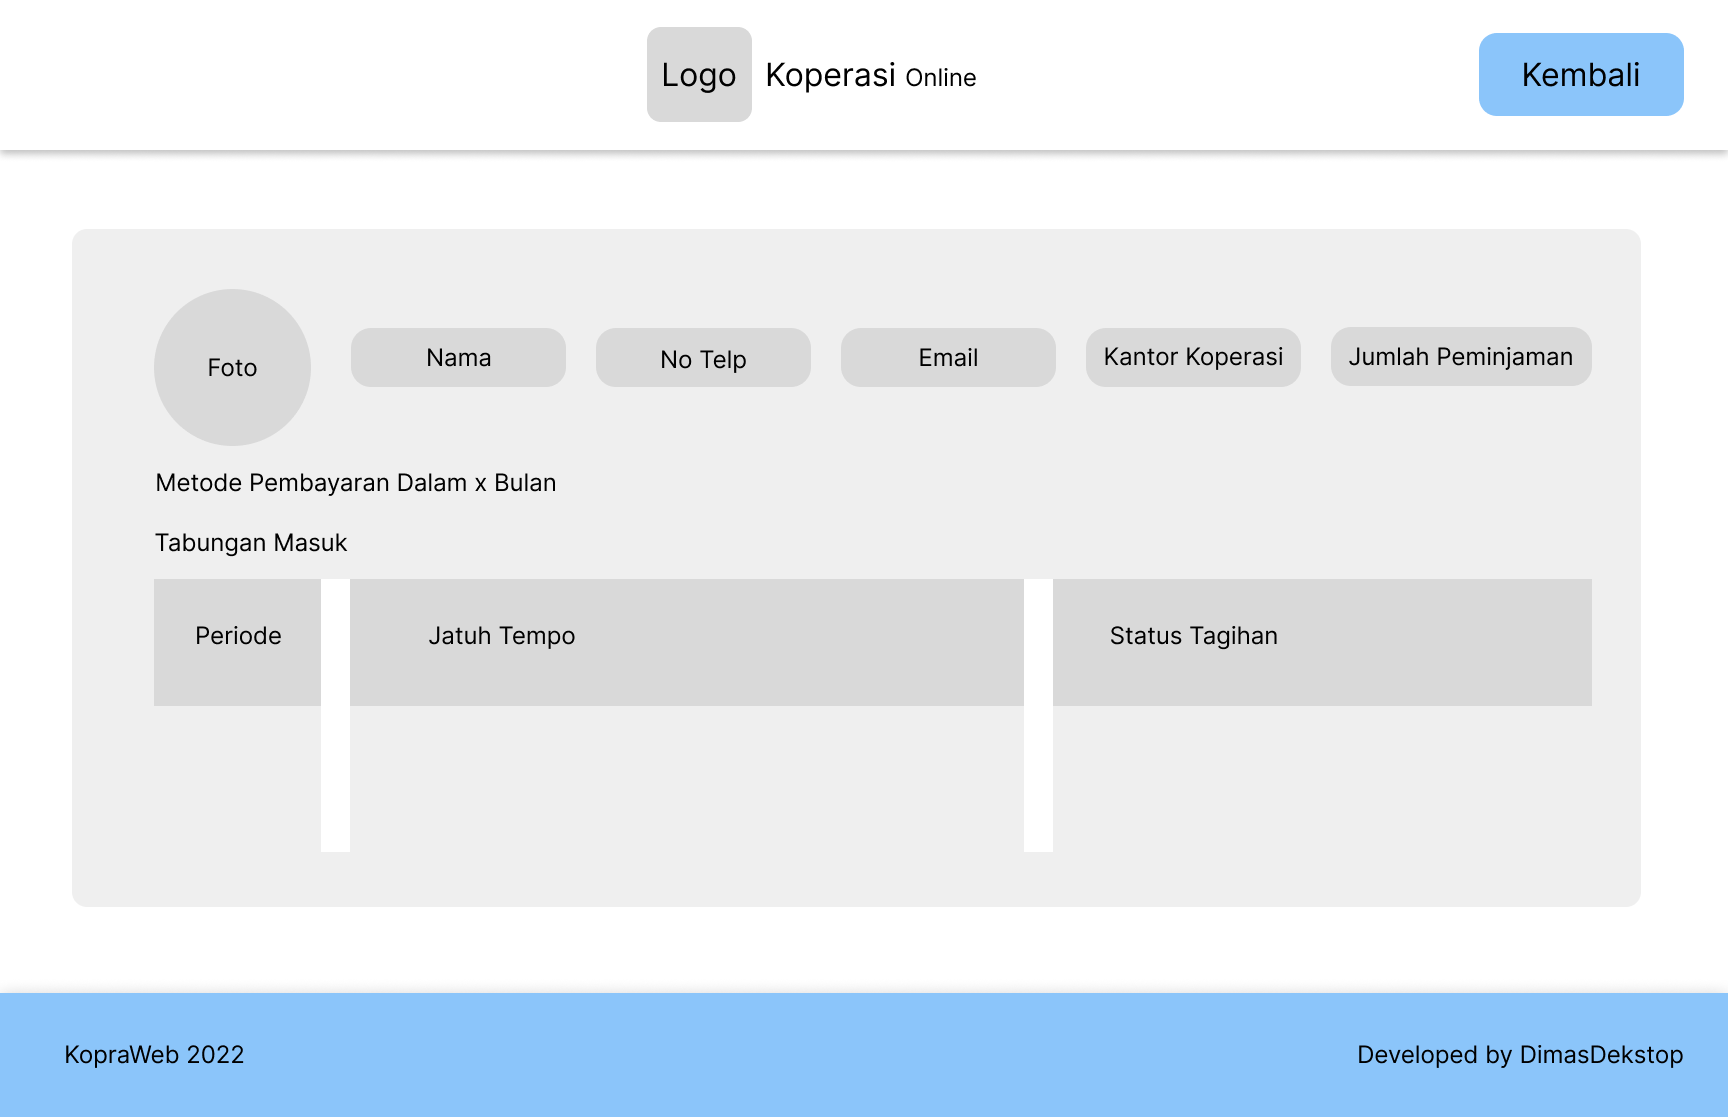 Logo Koperasi Online
Kembali
Foto
Nama
No Telp
Email
Kantor Koperasi
Jumlah Peminjaman
Metode Pembayaran Dalam x Bulan
Tabungan Masuk
Periode
Jatuh Tempo
Status Tagihan
KopraWeb 2022
Developed by DimasDekstop